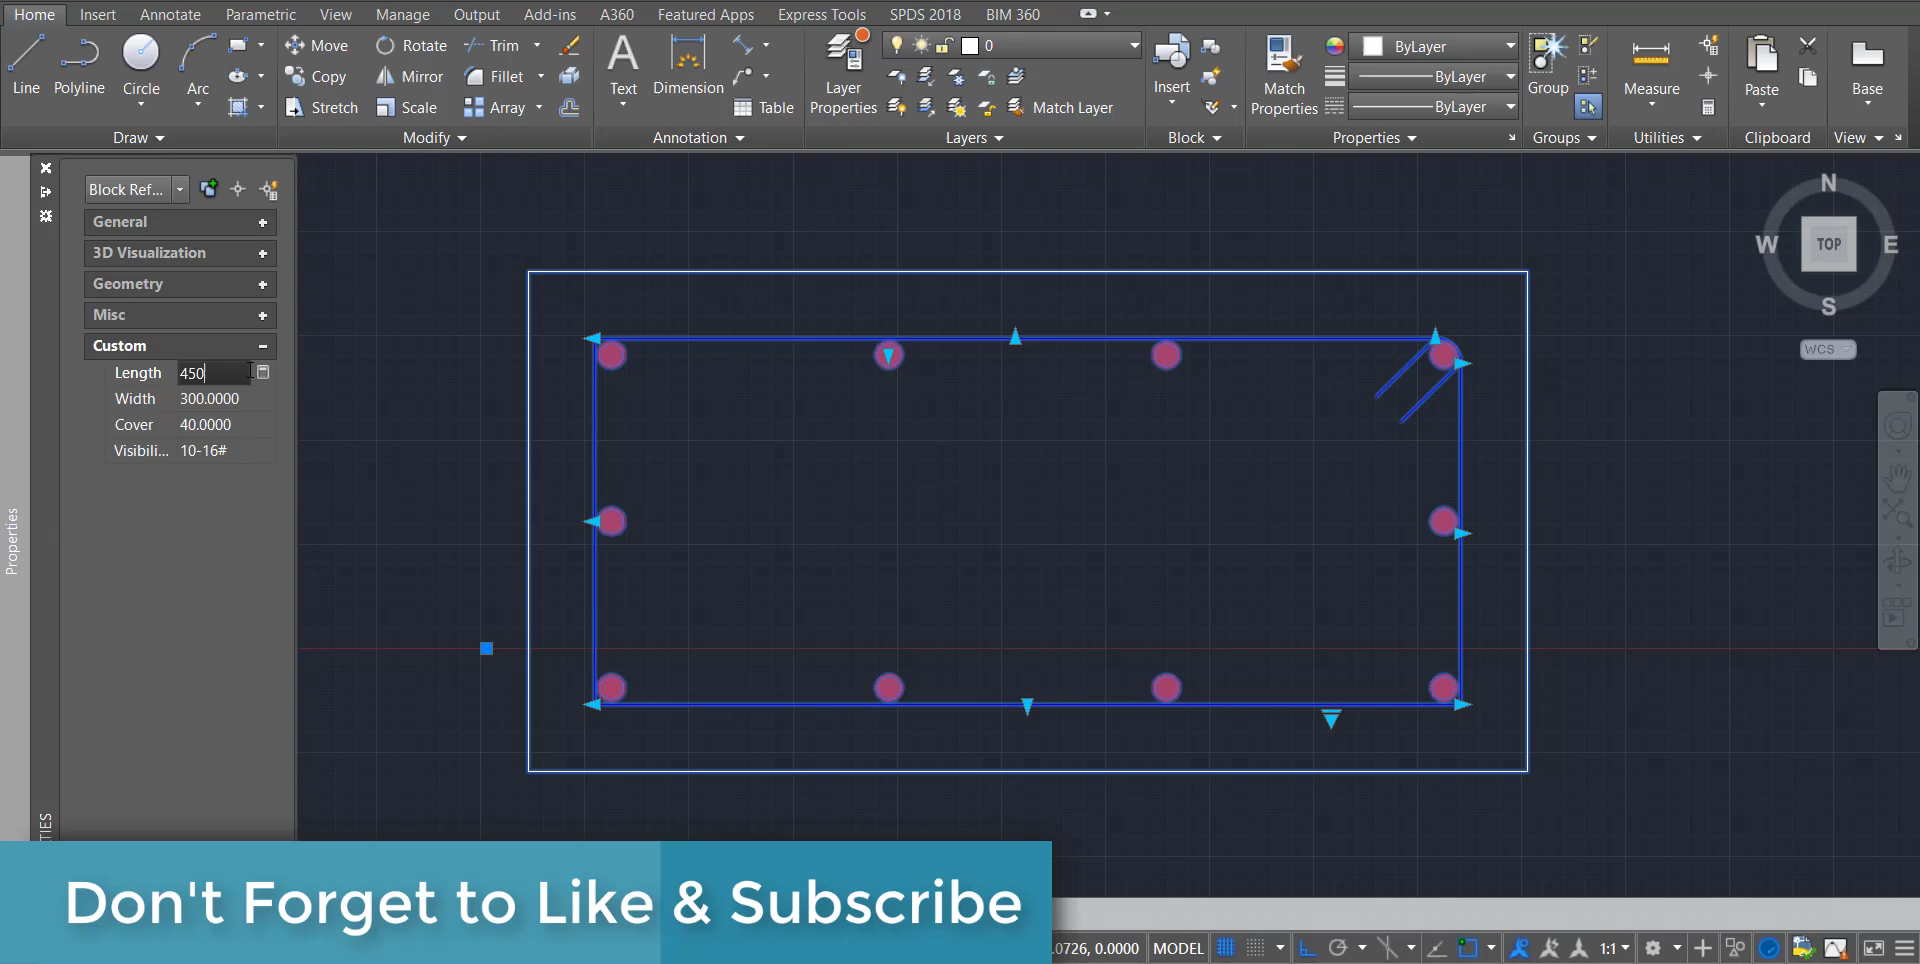 Home Insert Annotate Parametric View Manage Output Add-ins A360 Featured Apps Express Tools SPDS 2018 BIM 360
Line Polyline Circle Arc
Move Rotate Trim
Copy Mirror Fillet
Stretch Scale Array
Text Dimension Table
Layer Properties
0
Match Layer
Insert
Match Properties
ByLayer
ByLayer
ByLayer
Group
Measure
Paste
Base
Draw Modify Annotation Layers Block Properties Groups Utilities Clipboard View
Block Ref...
General +
3D Visualization +
Geometry +
Misc +
Custom -
Length 450
Width 300.0000
Cover 40.0000
Visibili... 10-16#
Properties
TIES
N
W TOP E
S
WCS
Don't Forget to Like & Subscribe
.0726, 0.0000 MODEL 1:1